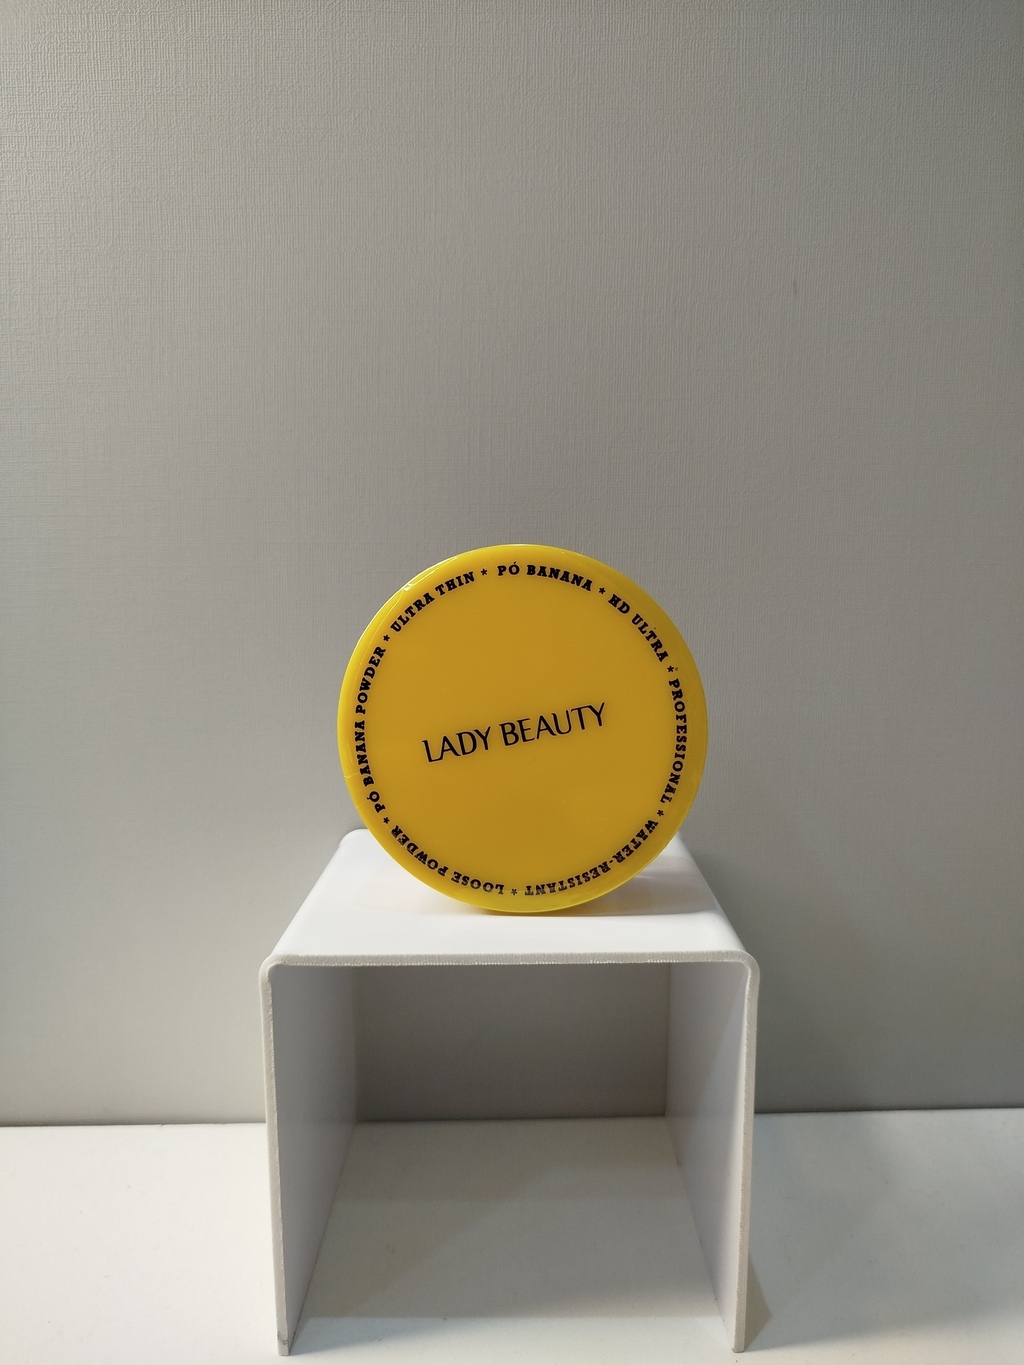 PÓ BANANA * HD ULTRA * PROFESSIONAL * WATER-RESISTANT * LOOSE POWDER * PÓ BANANA POWDER * ULTRA THIN *
LADY BEAUTY